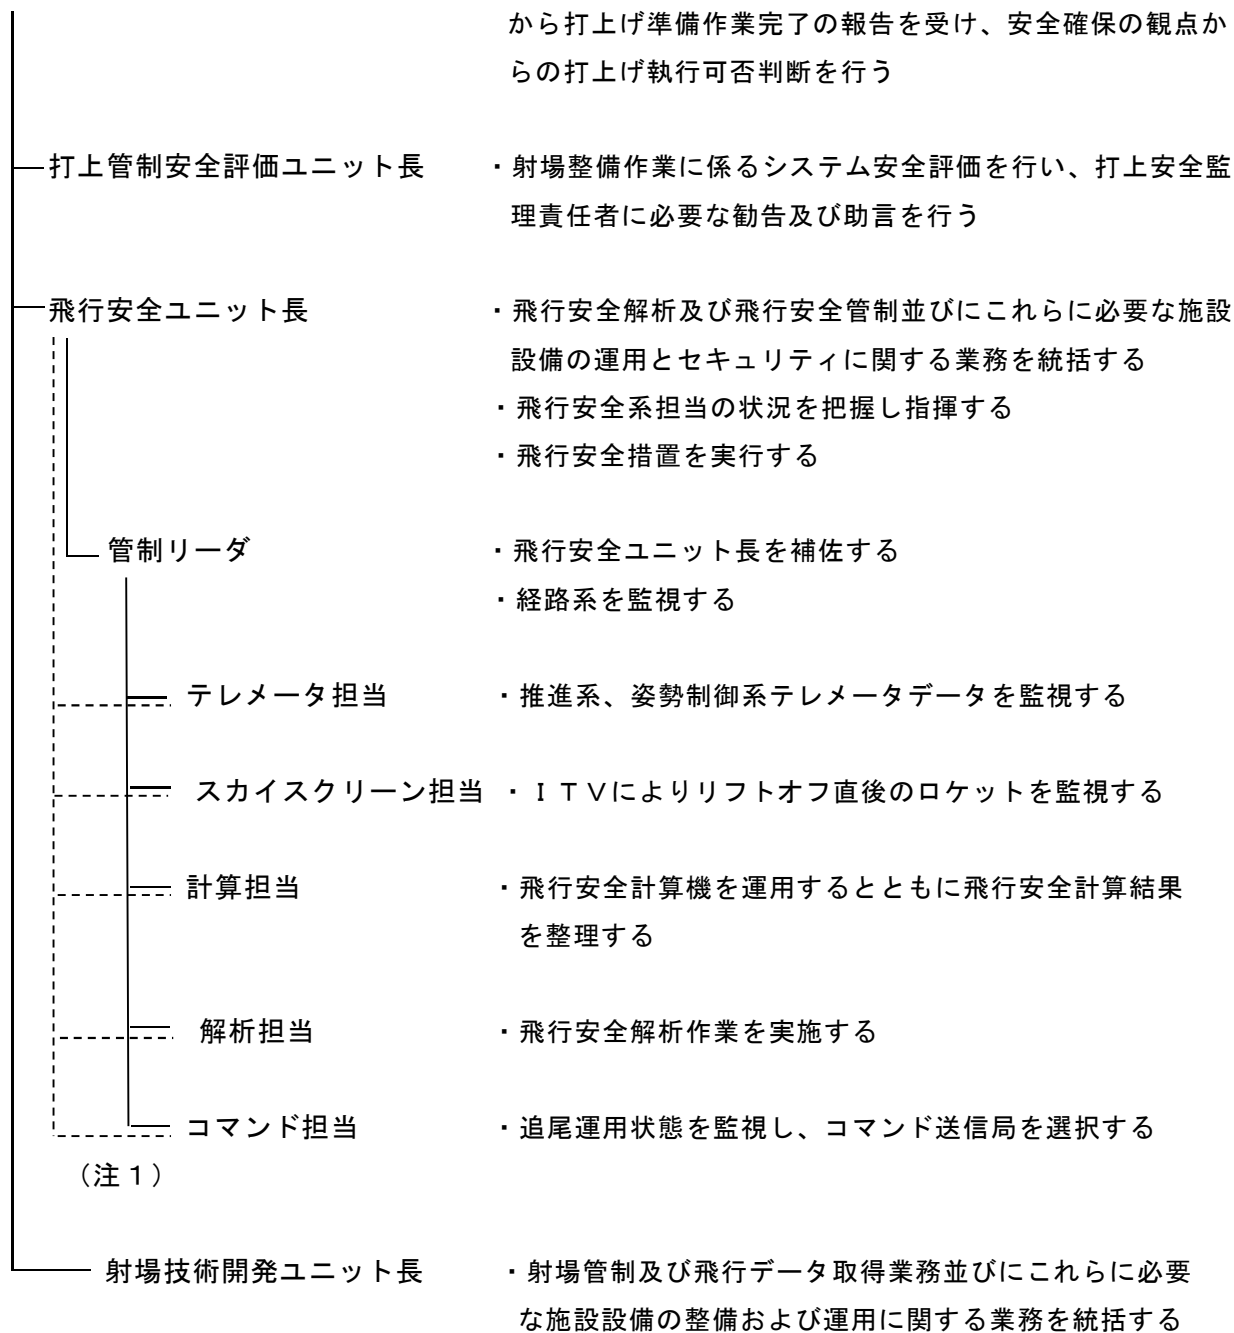 から打上げ準備作業完了の報告を受け、安全確保の観点か
らの打上げ執行可否判断を行う
打上管制安全評価ユニット長 ・射場整備作業に係るシステム安全評価を行い、打上安全監
理責任者に必要な勧告及び助言を行う
飛行安全ユニット長 ・飛行安全解析及び飛行安全管制並びにこれらに必要な施設
設備の運用とセキュリティに関する業務を統括する
・飛行安全系担当の状況を把握し指揮する
・飛行安全措置を実行する
管制リーダ ・飛行安全ユニット長を補佐する
・経路系を監視する
テレメータ担当 ・推進系、姿勢制御系テレメータデータを監視する
スカイスクリーン担当 ・ＩＴＶによりリフトオフ直後のロケットを監視する
計算担当 ・飛行安全計算機を運用するとともに飛行安全計算結果
を整理する
解析担当 ・飛行安全解析作業を実施する
コマンド担当 ・追尾運用状態を監視し、コマンド送信局を選択する
（注１）
射場技術開発ユニット長 ・射場管制及び飛行データ取得業務並びにこれらに必要
な施設設備の整備および運用に関する業務を統括する